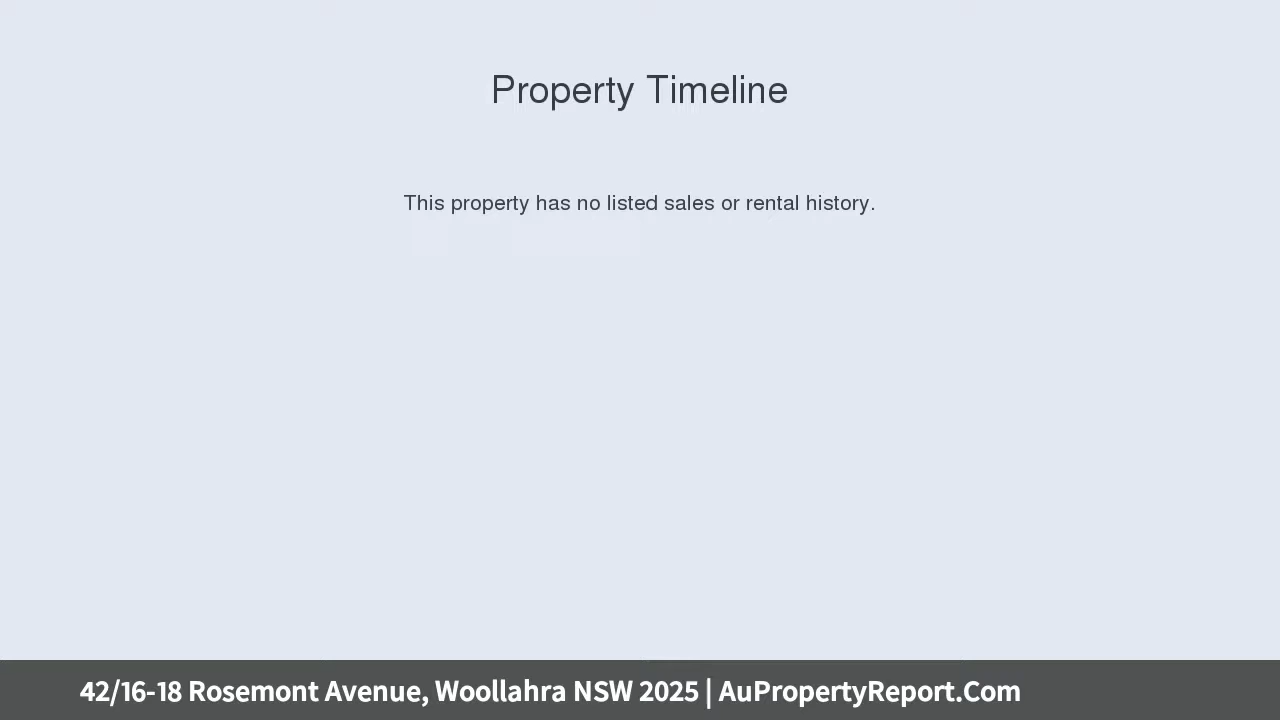 Property Timeline
This property has no listed sales or rental history.
42/16-18 Rosemont Avenue, Woollahra NSW 2025 | AuPropertyReport.Com